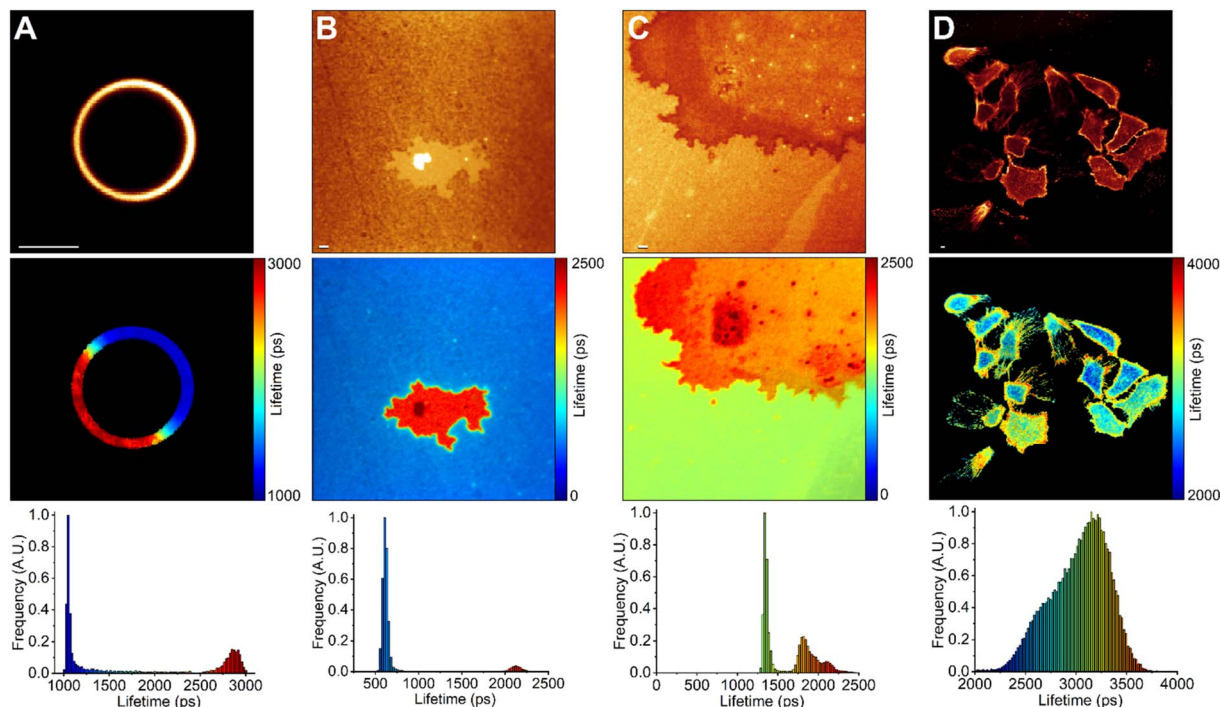 A
B
C
D
3000
Lifetime (ps)
1000
2500
Lifetime (ps)
0
2500
Lifetime (ps)
0
4000
Lifetime (ps)
2000
Frequency (A.U.)
1.0
0.8
0.6
0.4
0.2
0.0
1000 1500 2000 2500 3000
Lifetime (ps)
Frequency (A.U.)
1.0
0.8
0.6
0.4
0.2
0.0
500 1000 1500 2000 2500
Lifetime (ps)
Frequency (A.U.)
1.0
0.8
0.6
0.4
0.2
0.0
0 500 1000 1500 2000 2500
Lifetime (ps)
Frequency (A.U.)
1.0
0.8
0.6
0.4
0.2
0.0
2000 2500 3000 3500 4000
Lifetime (ps)